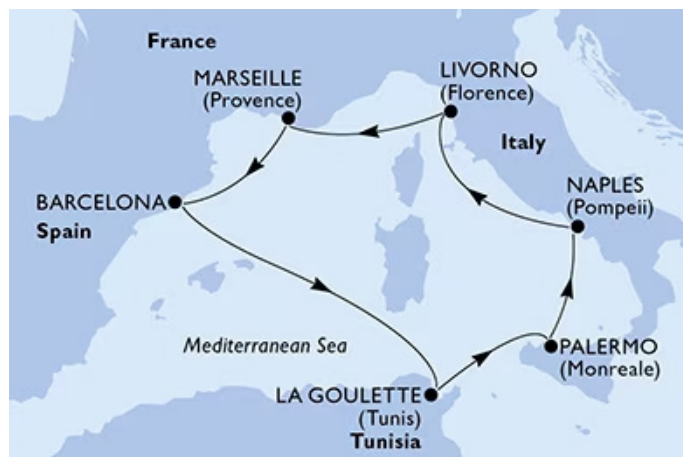 France
MARSEILLE
(Provence)
LIVORNO
(Florence)
Italy
NAPLES
(Pompeii)
BARCELONA
Spain
Mediterranean Sea
PALERMO
(Monreale)
LA GOULETTE
(Tunis)
Tunisia